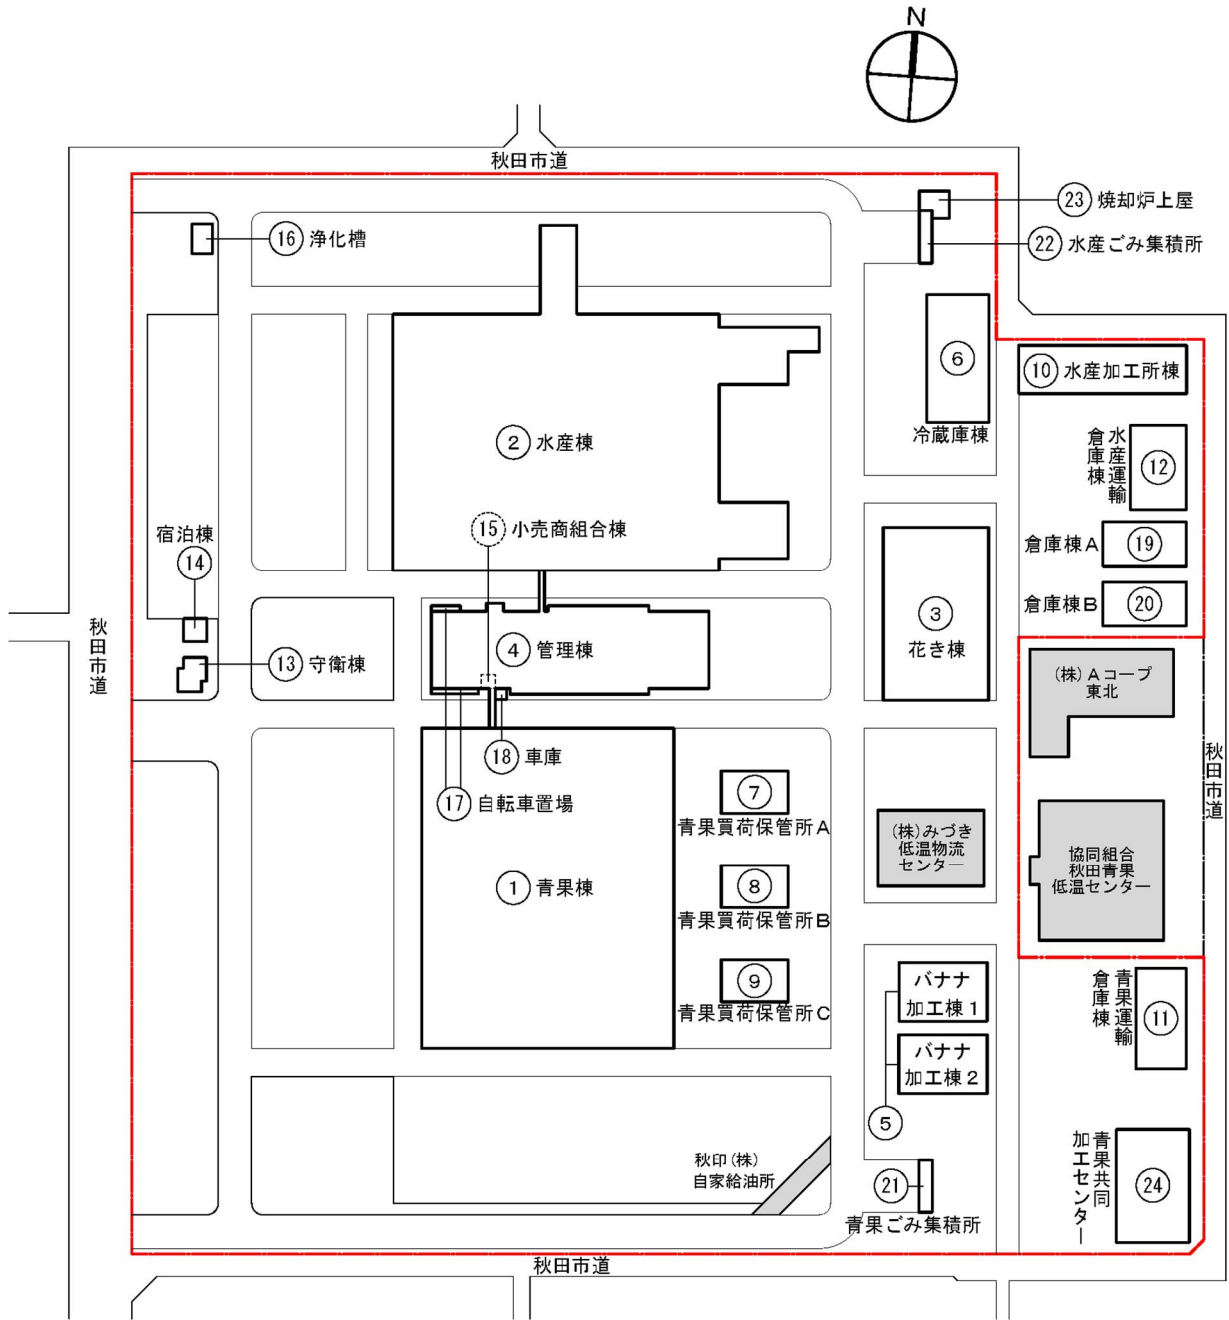 N
秋田市道
23 焼却炉上屋
22 水産ごみ集積所
16 浄化槽
6
冷蔵庫棟
10 水産加工所棟
2 水産棟
12
水産運輸
倉庫棟
15 小売商組合棟
宿泊棟
14
倉庫棟A 19
倉庫棟B 20
3
花き棟
秋田市道
13 守衛棟
4 管理棟
(株)Aコープ
東北
18 車庫
17 自転車置場
7
青果買荷保管所A
秋田市道
(株)みづき
低温物流
センター
協同組合
秋田青果
低温センター
1 青果棟
8
青果買荷保管所B
9
青果買荷保管所C
バナナ
加工棟1
バナナ
加工棟2
5
青果運輸
倉庫棟
11
秋印(株)
自家給油所
21
青果ごみ集積所
青果共同
加工センター
24
秋田市道